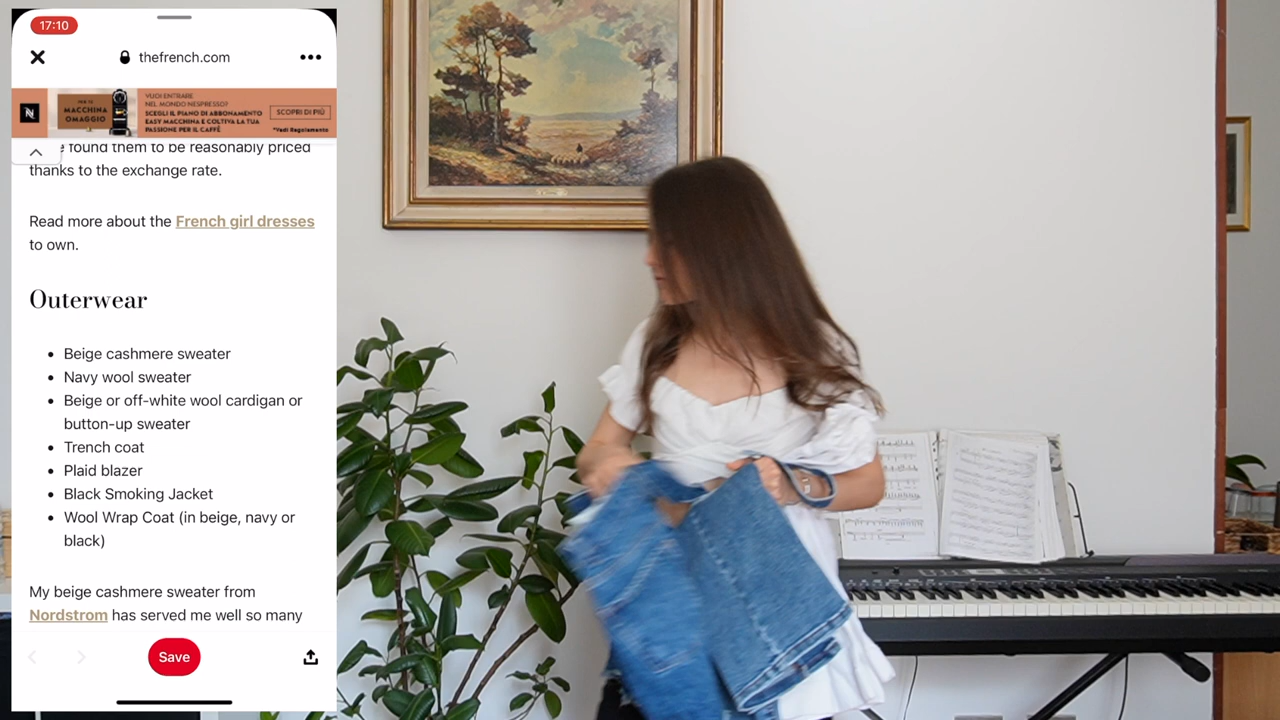 17:10
thefrench.com
N
MACCHINA
OMAGGIO
VUOI ENTRARE
NEL MONDO NESPRESSO?
SCEGLI IL PIANO DI ABBONAMENTO
EASY MACCHINA E COLTIVA LA TUA
PASSIONE PER IL CAFFÈ
SCOPRI DI PIÙ
*Vedi Regolamento
found them to be reasonably priced
thanks to the exchange rate.
Read more about the French girl dresses
to own.
Outerwear
• Beige cashmere sweater
• Navy wool sweater
• Beige or off-white wool cardigan or
button-up sweater
• Trench coat
• Plaid blazer
• Black Smoking Jacket
• Wool Wrap Coat (in beige, navy or
black)
My beige cashmere sweater from
Nordstrom has served me well so many
Save